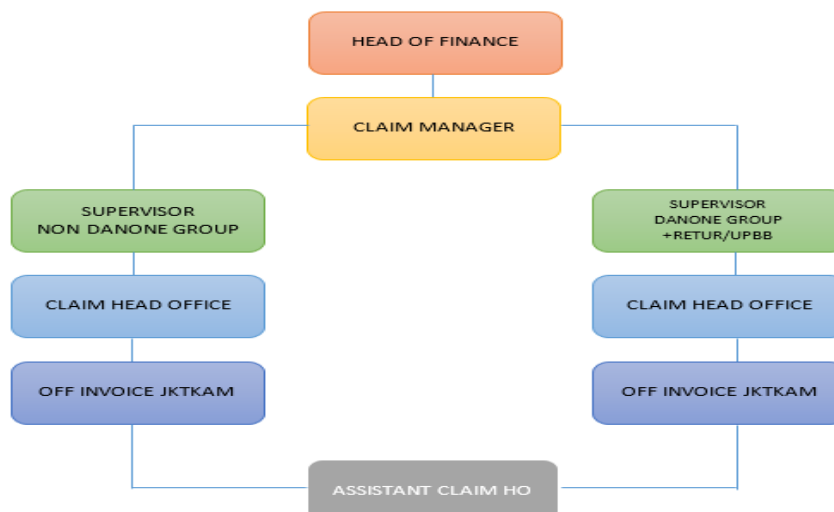 HEAD OF FINANCE
CLAIM MANAGER
SUPERVISOR
NON DANONE GROUP
SUPERVISOR
DANONE GROUP
+RETUR/UPBB
CLAIM HEAD OFFICE
CLAIM HEAD OFFICE
OFF INVOICE JKTKAM
OFF INVOICE JKTKAM
ASSISTANT CLAIM HO